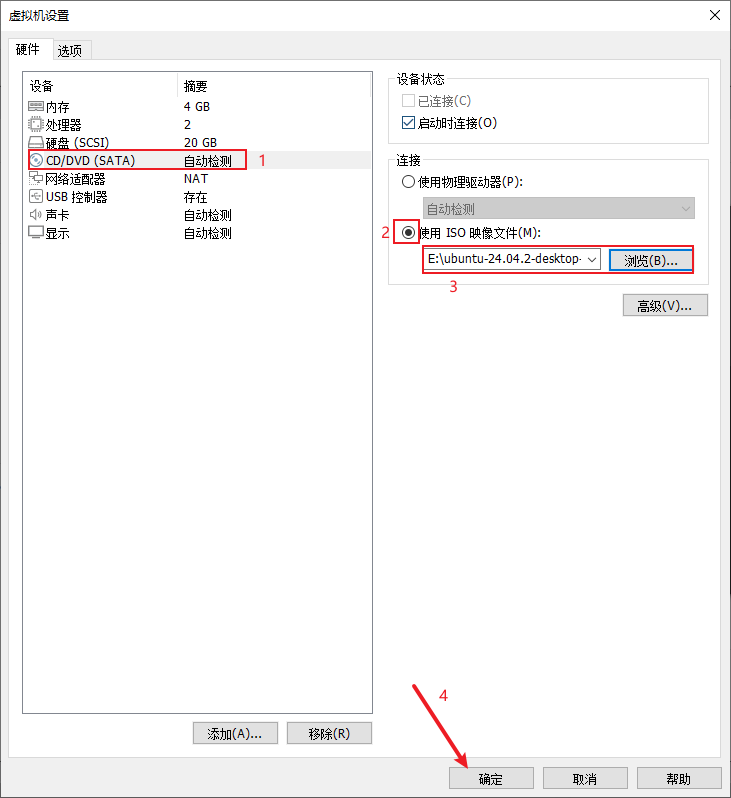 虚拟机设置
硬件 选项
设备 摘要
内存 4 GB
处理器 2
硬盘 (SCSI) 20 GB
CD/DVD (SATA) 自动检测 1
网络适配器 NAT
USB 控制器 存在
声卡 自动检测
显示 自动检测
添加(A)... 移除(R)
设备状态
已连接(C)
启动时连接(O)
连接
使用物理驱动器(P):
自动检测
2 使用 ISO 映像文件(M):
E:\ubuntu-24.04.2-desktop- 浏览(B)...
3
高级(V)...
4
确定 取消 帮助